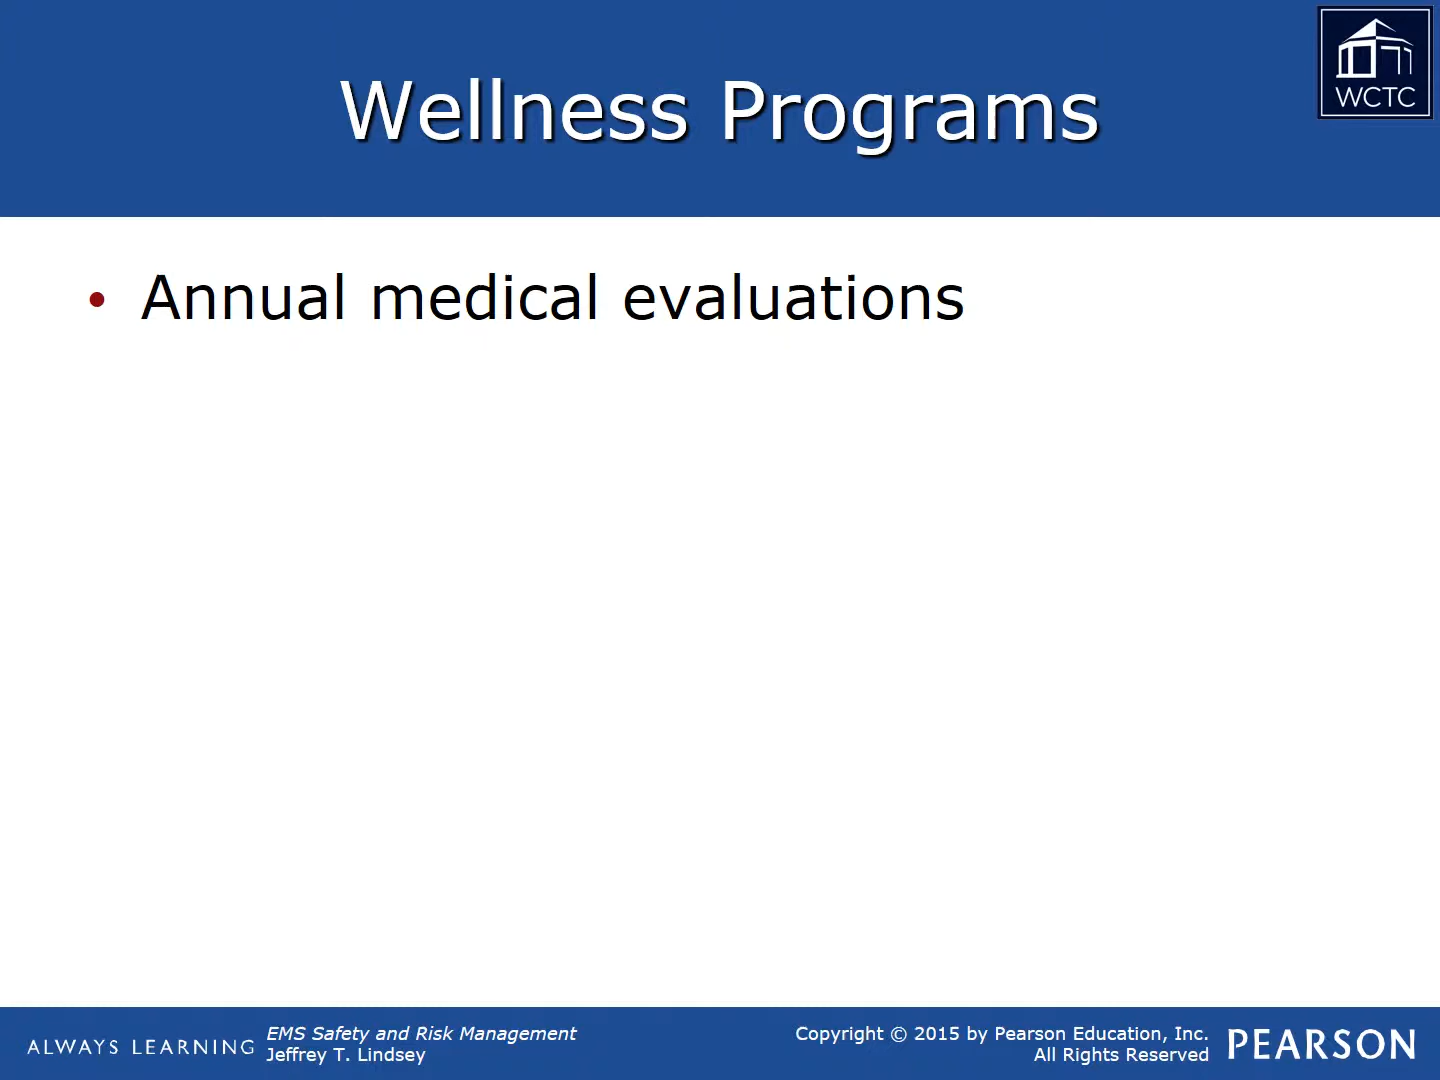 WCTC
Wellness Programs
• Annual medical evaluations
ALWAYS LEARNING
EMS Safety and Risk Management
Jeffrey T. Lindsey
Copyright © 2015 by Pearson Education, Inc.
All Rights Reserved
PEARSON